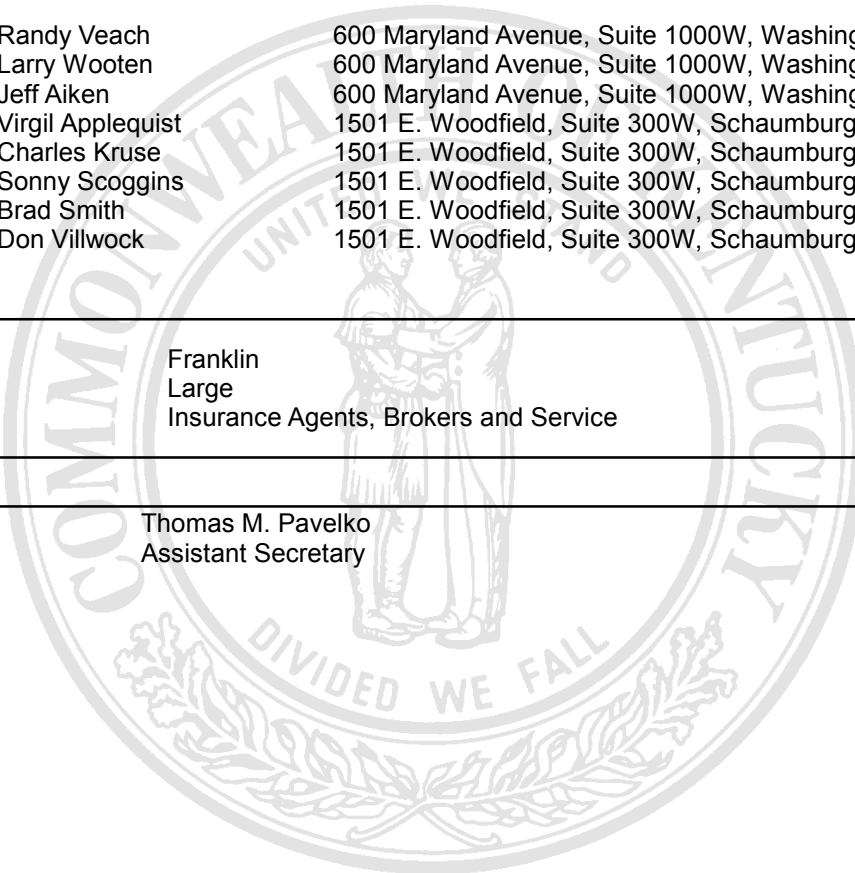 Randy Veach 600 Maryland Avenue, Suite 1000W, Washing
Larry Wooten 600 Maryland Avenue, Suite 1000W, Washing
Jeff Aiken 600 Maryland Avenue, Suite 1000W, Washing
Virgil Applequist 1501 E. Woodfield, Suite 300W, Schaumburg
Charles Kruse 1501 E. Woodfield, Suite 300W, Schaumburg
Sonny Scoggins 1501 E. Woodfield, Suite 300W, Schaumburg
Brad Smith 1501 E. Woodfield, Suite 300W, Schaumburg
Don Villwock 1501 E. Woodfield, Suite 300W, Schaumburg
Franklin
Large
Insurance Agents, Brokers and Service
Thomas M. Pavelko
Assistant Secretary
COMMONWEALTH OF KENTUCKY
UNITED WE STAND
DIVIDED WE FALL